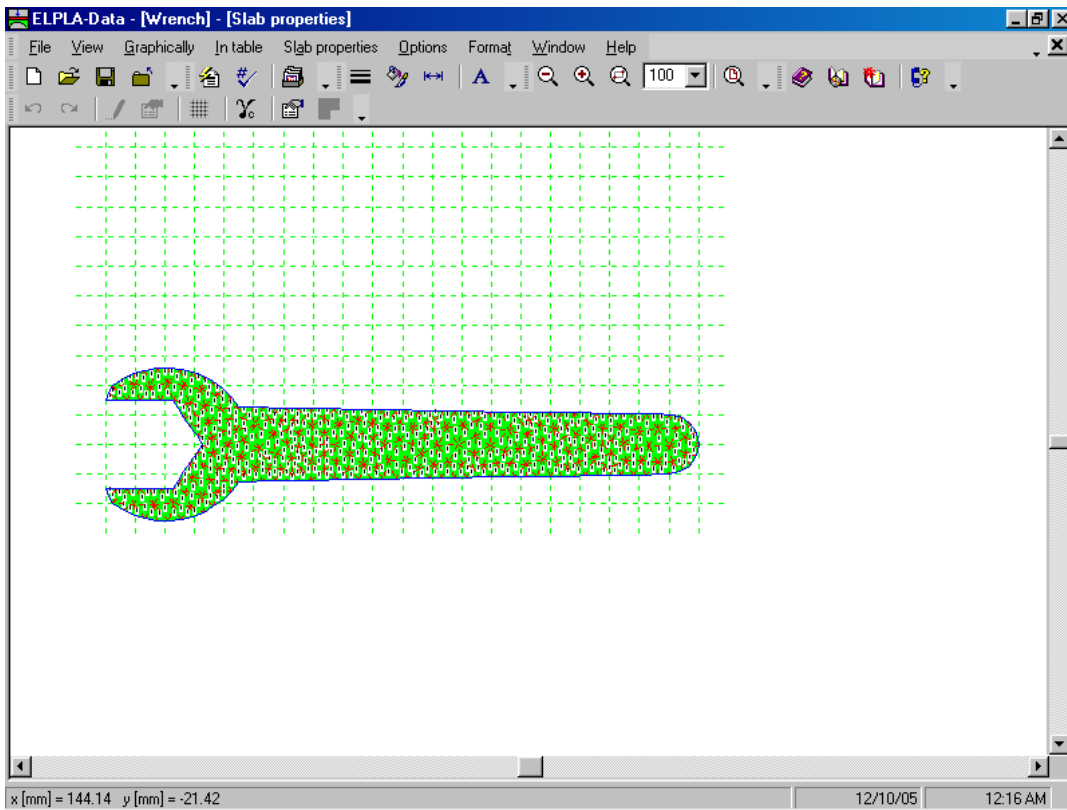 ELPLA-Data - [Wrench] - [Slab properties]
File View Graphically In table Slab properties Options Format Window Help
A 100
x [mm] = 144.14 y [mm] = -21.42 12/10/05 12:16 AM